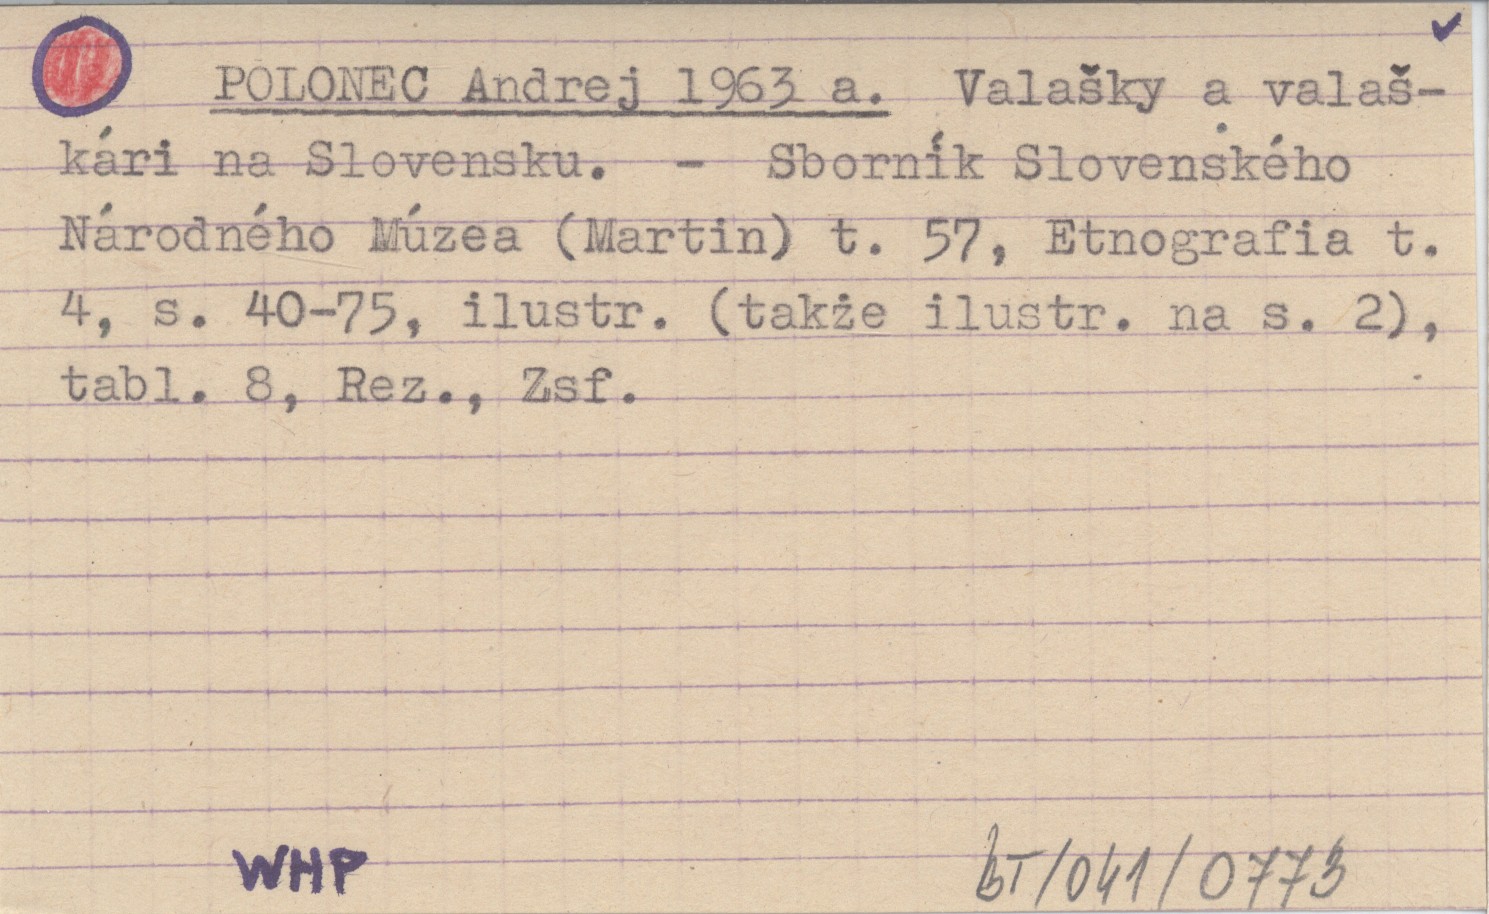 POLONEC Andrej 1963 a. Valašky a valaš-
kári na Slovensku. - Sborník Slovenského
Národného Múzea (Martin) t. 57, Etnografia t.
4, s. 40-75, ilustr. (także ilustr. na s. 2),
tabl. 8, Rez., Zsf.
WHP
bT/041/0773